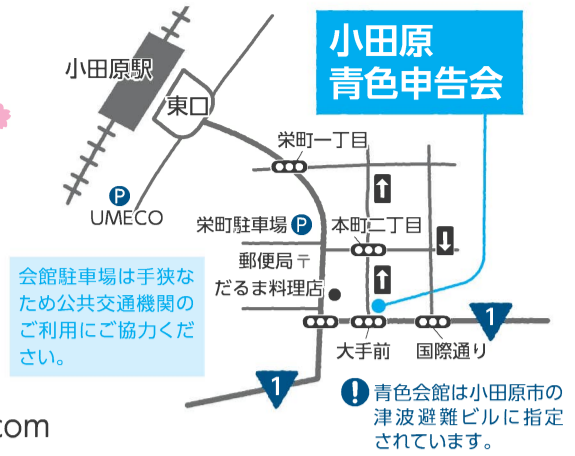 小田原
青色申告会
小田原駅
東口
栄町一丁目
P
UMECO
栄町駐車場 P
本町二丁目
郵便局〒
だるま料理店
会館駐車場は手狭な
ため公共交通機関の
ご利用にご協力くだ
さい。
1
大手前
国際通り
1
青色会館は小田原市の
津波避難ビルに指定
されています。
com